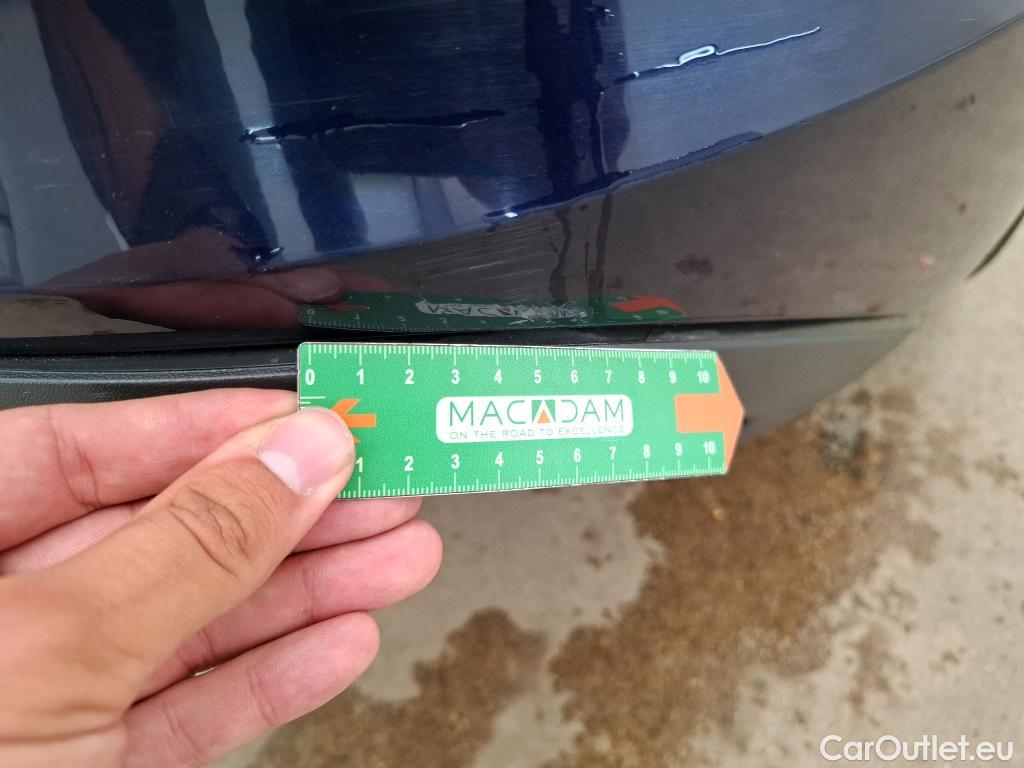 0 1 2 3 4 5 6 7 8 9 10
MACADAM
ON THE ROAD TO EXCELLENCE
1 2 3 4 5 6 7 8 9 10
CarOutlet.eu